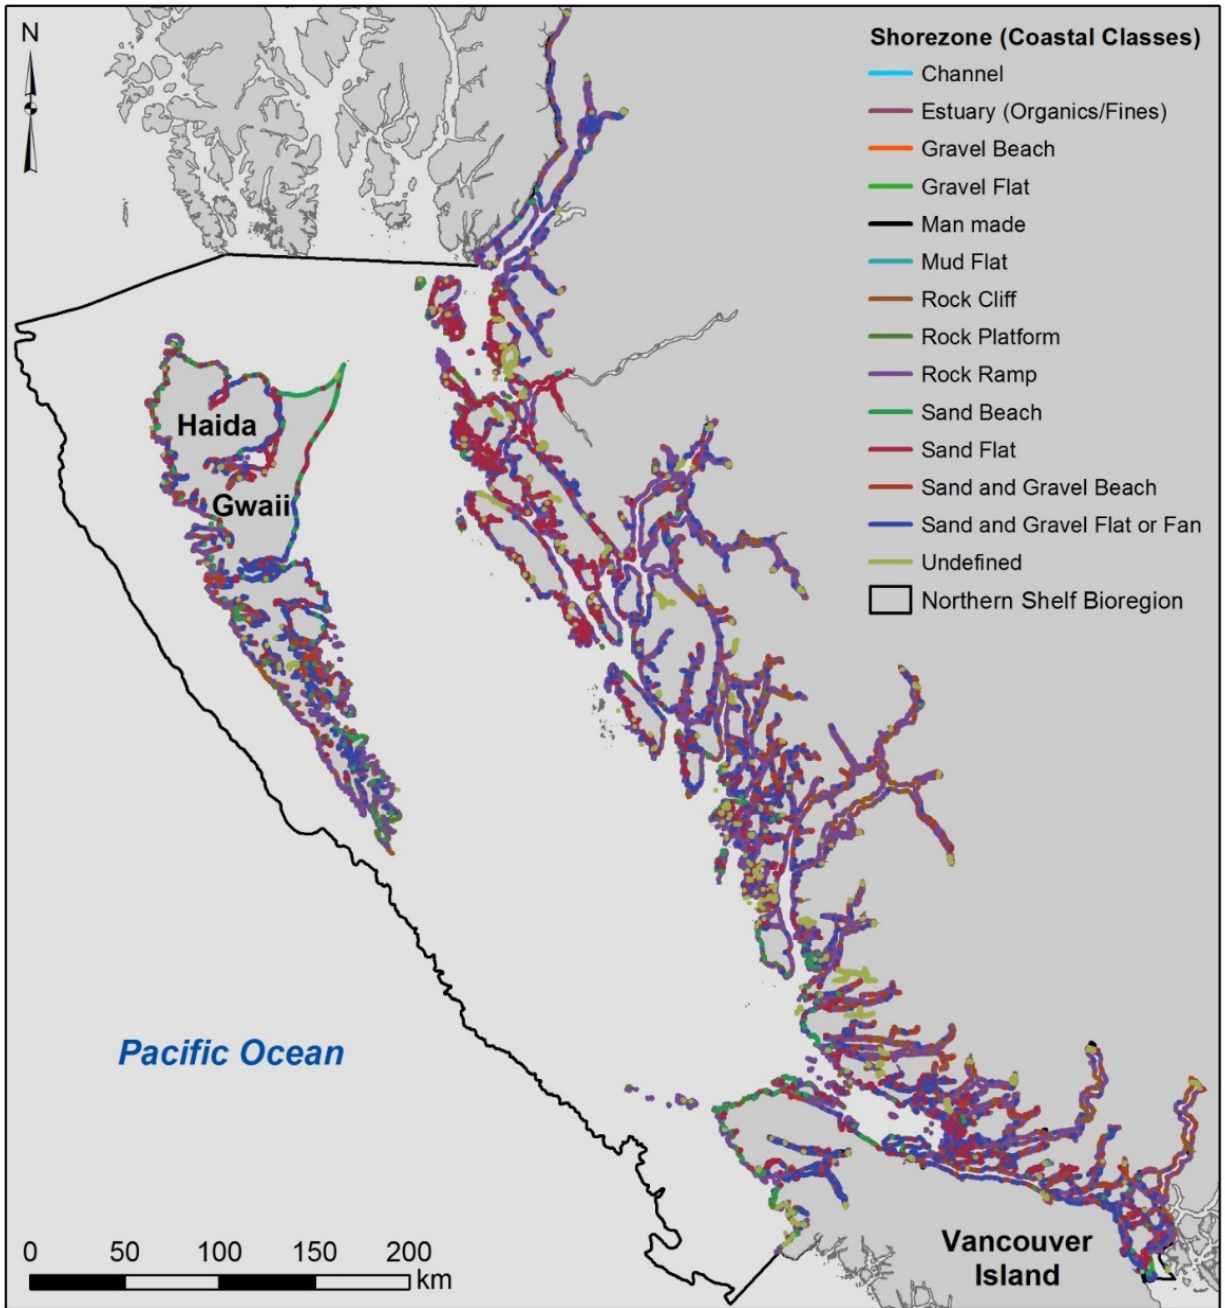 N
Shorezone (Coastal Classes)
Channel
Estuary (Organics/Fines)
Gravel Beach
Gravel Flat
Man made
Mud Flat
Rock Cliff
Rock Platform
Rock Ramp
Sand Beach
Sand Flat
Sand and Gravel Beach
Sand and Gravel Flat or Fan
Undefined
Northern Shelf Bioregion
Haida
Gwaii
Pacific Ocean
Vancouver
Island
0 50 100 150 200
km